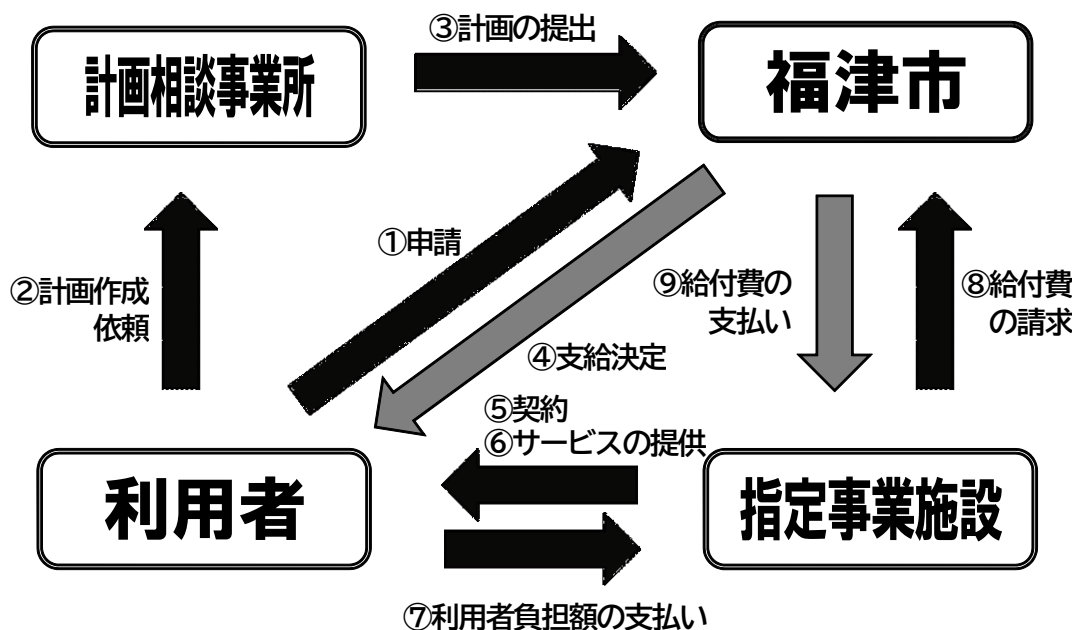 ③計画の提出
計画相談事業所
福津市
①申請
②計画作成
依頼
⑨給付費の
支払い
⑧給付費
の請求
④支給決定
⑤契約
⑥サービスの提供
利用者
指定事業施設
⑦利用者負担額の支払い